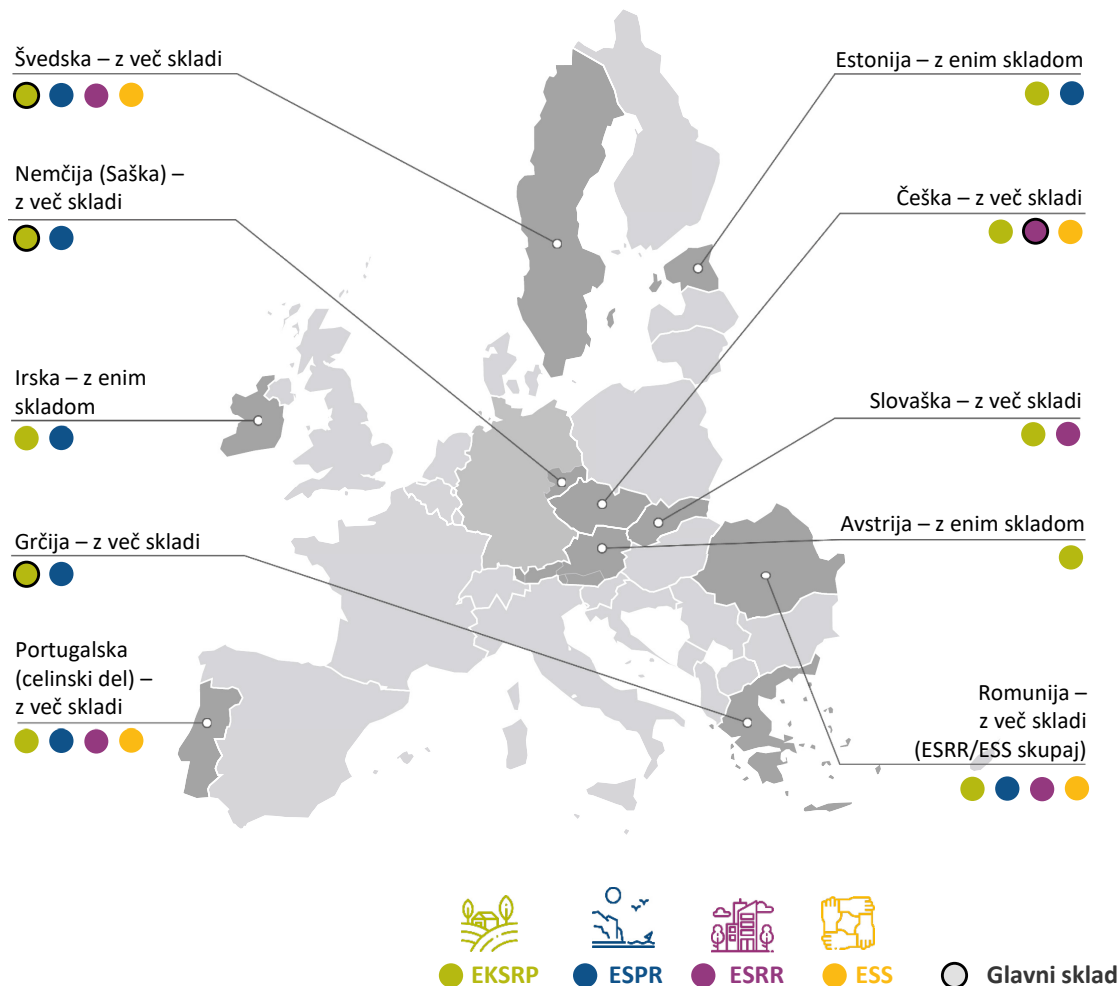 Švedska – z več skladi
Estonija – z enim skladom
Nemčija (Saška) –
z več skladi
Češka – z več skladi
Irska – z enim
skladom
Slovaška – z več skladi
Grčija – z več skladi
Avstrija – z enim skladom
Portugalska
(celinski del) –
z več skladi
Romunija –
z več skladi
(ESRR/ESS skupaj)
EKSRP
ESPR
ESRR
ESS
Glavni sklad